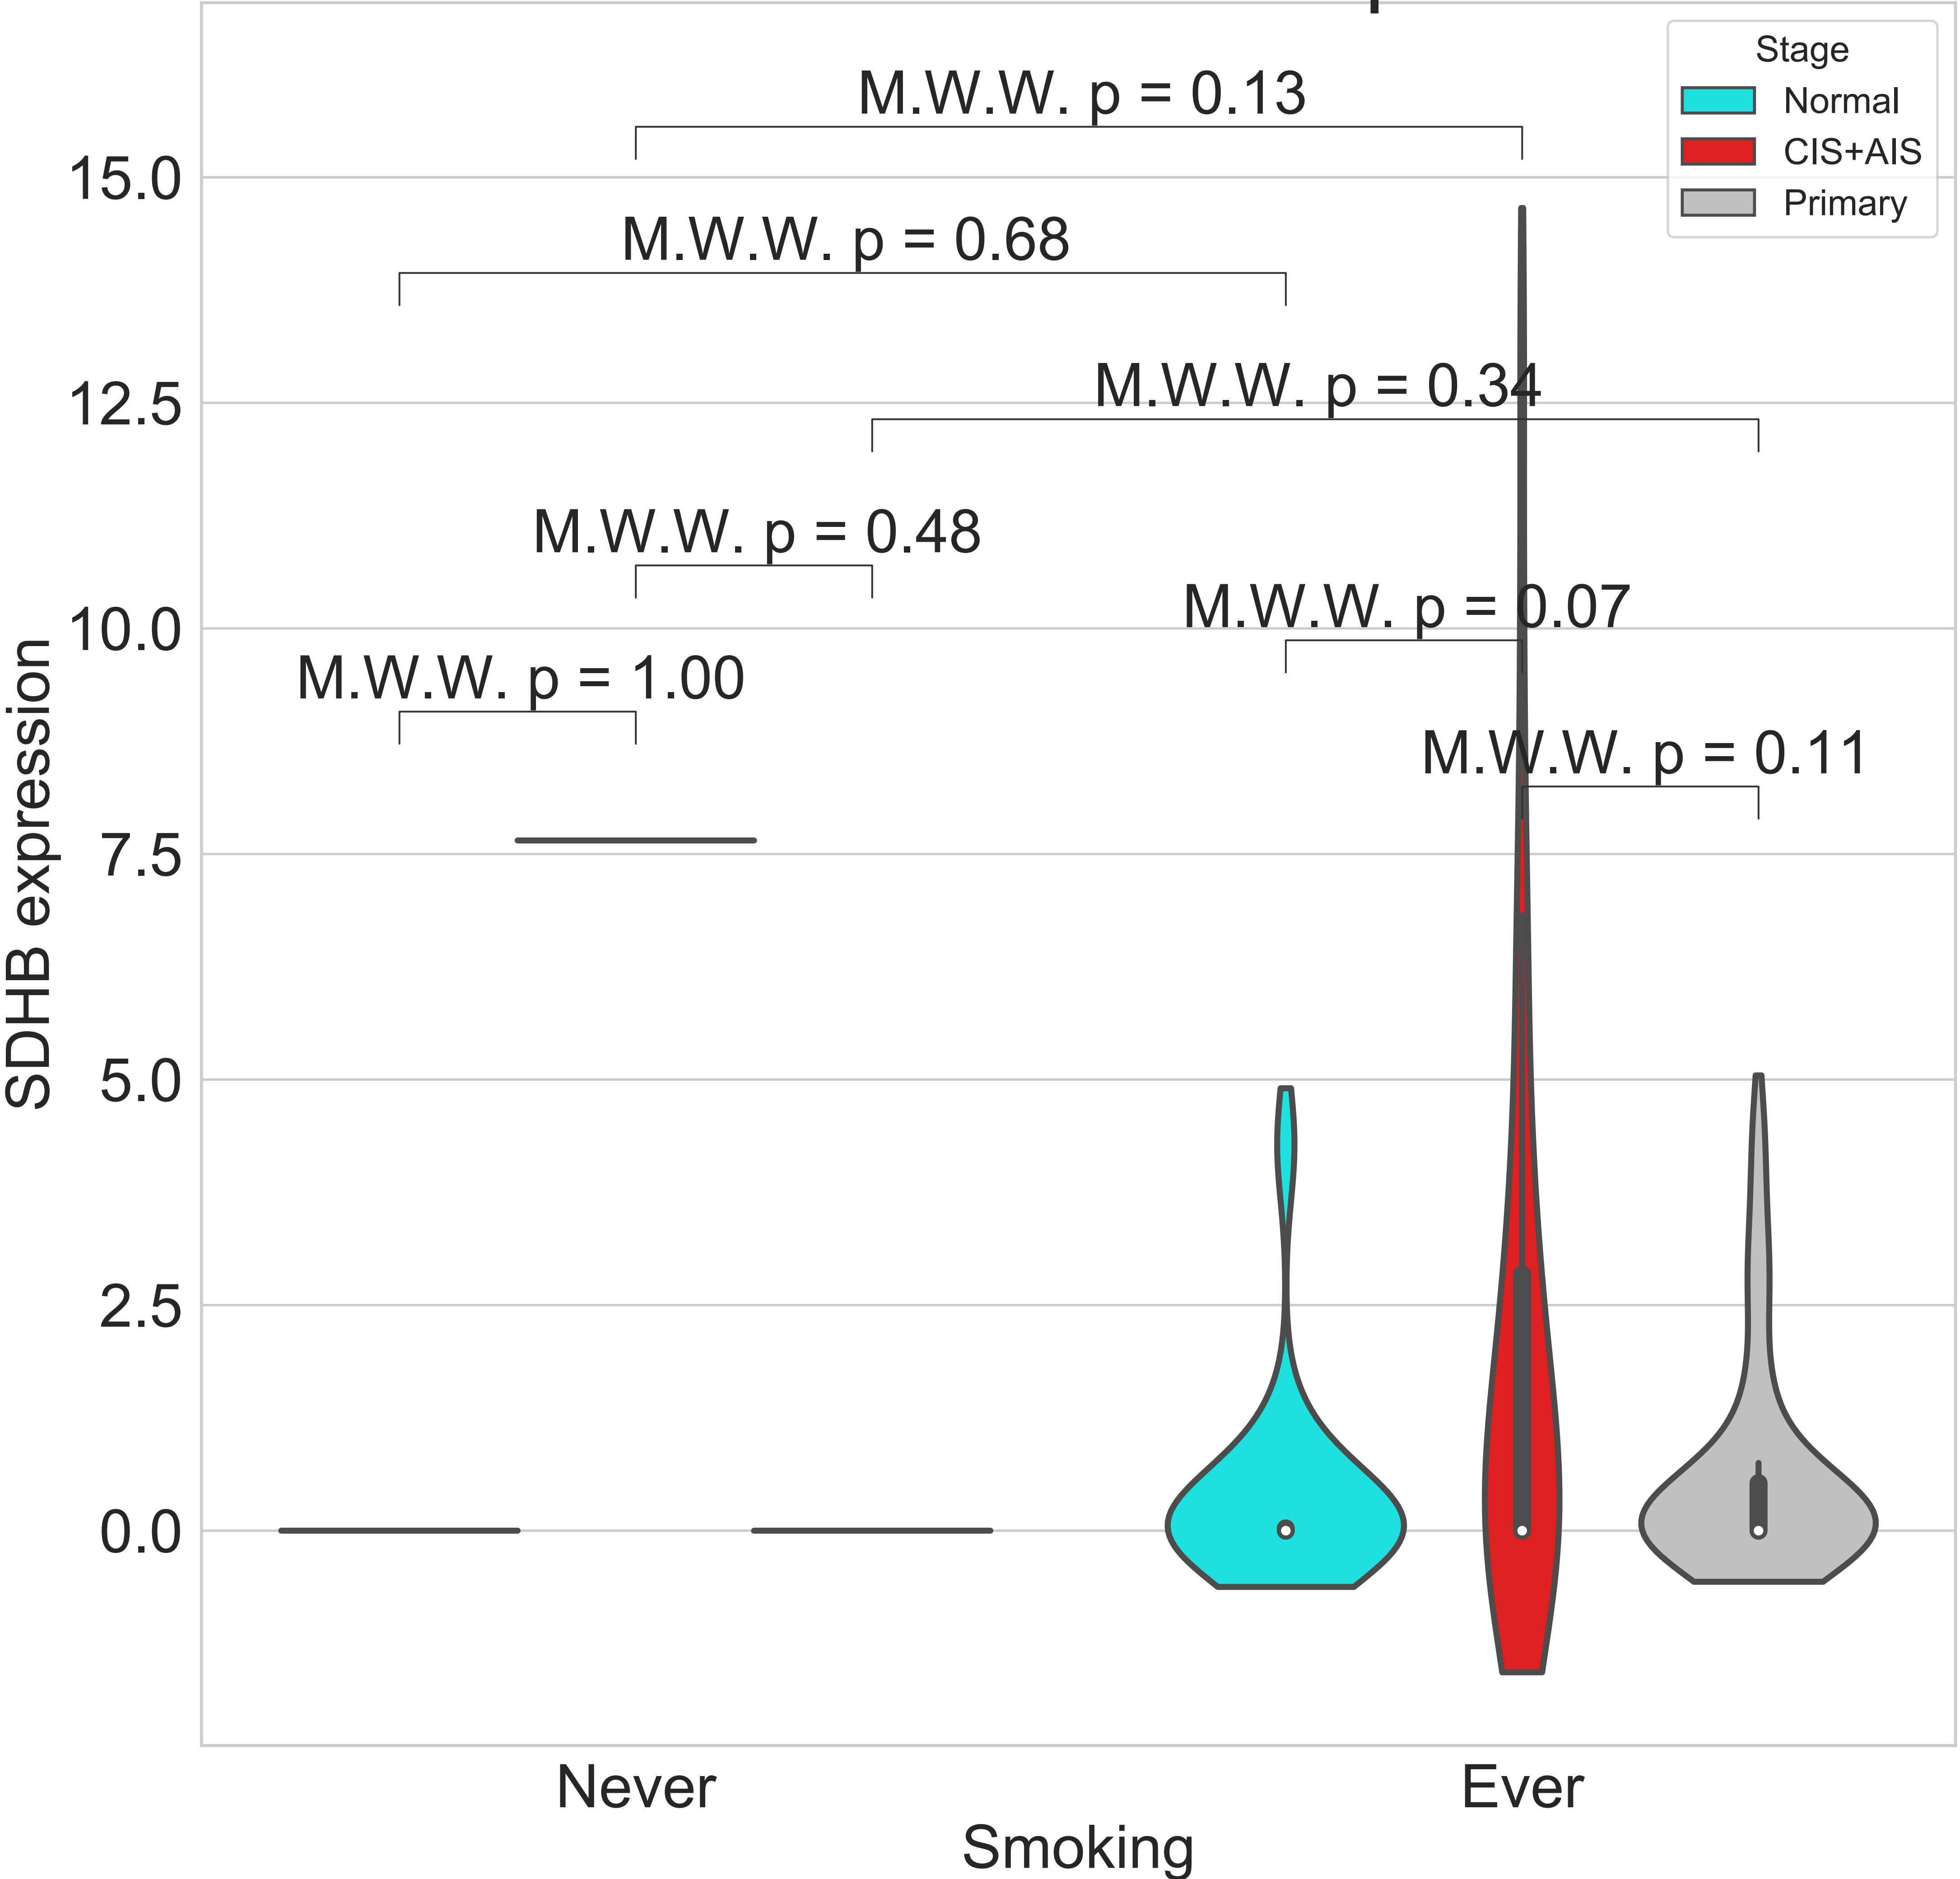 Stage
Normal
CIS+AIS
Primary
M.W.W. p = 0.13
M.W.W. p = 0.68
M.W.W. p = 0.34
M.W.W. p = 0.48
M.W.W. p = 0.07
M.W.W. p = 1.00
M.W.W. p = 0.11
15.0
12.5
10.0
7.5
5.0
2.5
0.0
SDHB expression
Never
Ever
Smoking